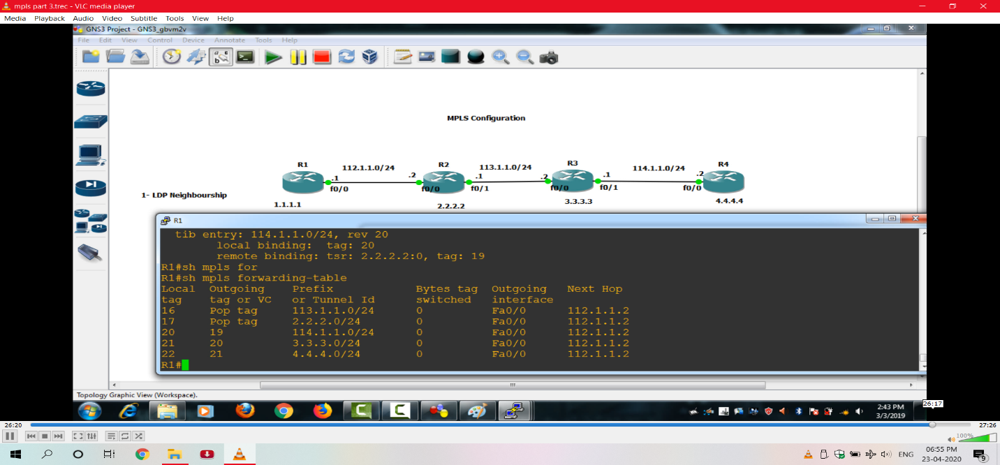 mpls part 3.trec - VLC media player
Media Playback Audio Video Subtitle Tools View Help
GNS3 Project - GNS3_gbvm2v
File Edit View Control Device Annotate Tools Help
MPLS Configuration
R1 112.1.1.0/24 R2 113.1.1.0/24 R3 114.1.1.0/24 R4
.1 .2 .1 .2 .1 .2
f0/0 f0/0 f0/1 f0/0 f0/1 f0/0
1- LDP Neighbourship
1.1.1.1 2.2.2.2 3.3.3.3 4.4.4.4
R1
tib entry: 114.1.1.0/24, rev 20
local binding: tag: 20
remote binding: tsr: 2.2.2.2:0, tag: 19
R1#sh mpls for
R1#sh mpls forwarding-table
Local Outgoing Prefix Bytes tag Outgoing Next Hop
tag tag or VC or Tunnel Id switched interface
16 Pop tag 113.1.1.0/24 0 Fa0/0 112.1.1.2
17 Pop tag 2.2.2.0/24 0 Fa0/0 112.1.1.2
20 19 114.1.1.0/24 0 Fa0/0 112.1.1.2
21 20 3.3.3.0/24 0 Fa0/0 112.1.1.2
22 21 4.4.4.0/24 0 Fa0/0 112.1.1.2
R1#
Topology Graphic View (Workspace).
2:43 PM
3/3/2019
26:17
26:20 27:26
100%
ENG
06:55 PM
23-04-2020
9